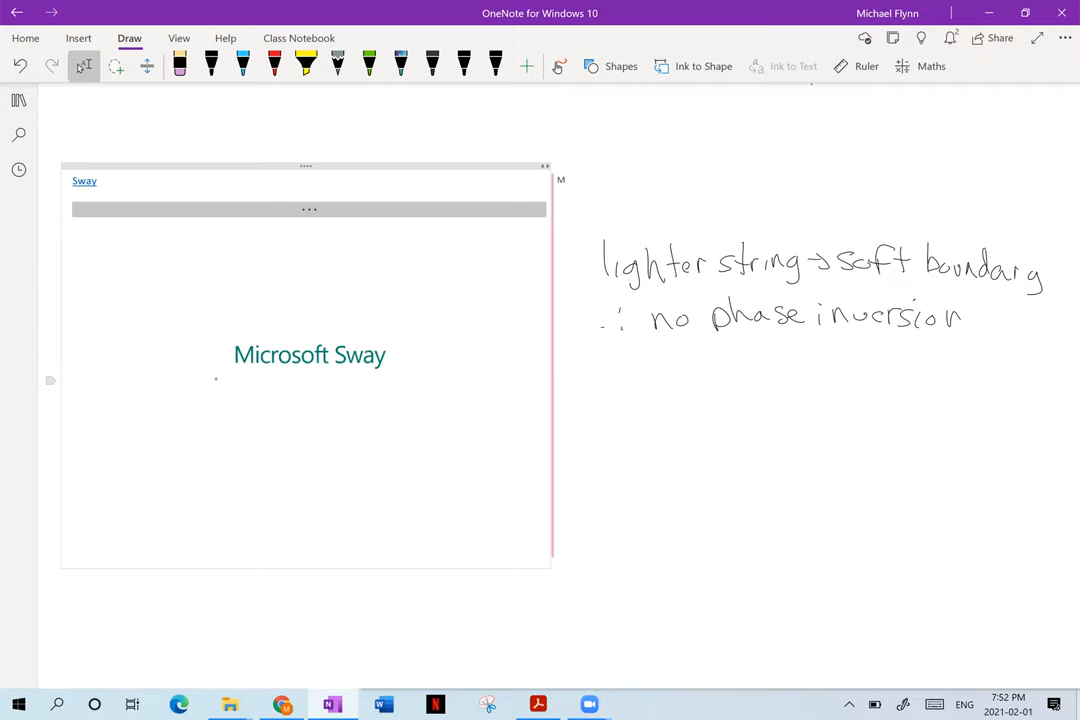 OneNote for Windows 10
Michael Flynn
Home Insert Draw View Help Class Notebook
Share
Shapes Ink to Shape Ink to Text Ruler Maths
Sway
M
Microsoft Sway
lighter string → soft boundary
∴ no phase inversion
7:52 PM
ENG
2021-02-01